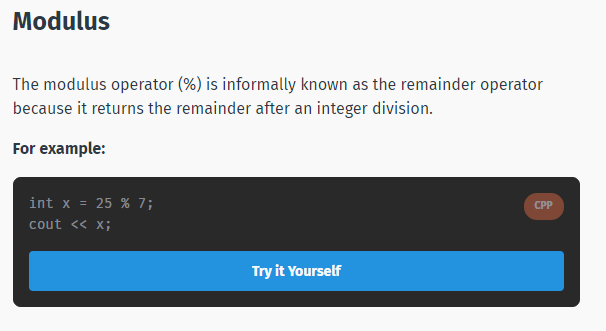 Modulus
The modulus operator (%) is informally known as the remainder operator
because it returns the remainder after an integer division.
For example:
int x = 25 % 7;
cout << x;
CPP
Try it Yourself